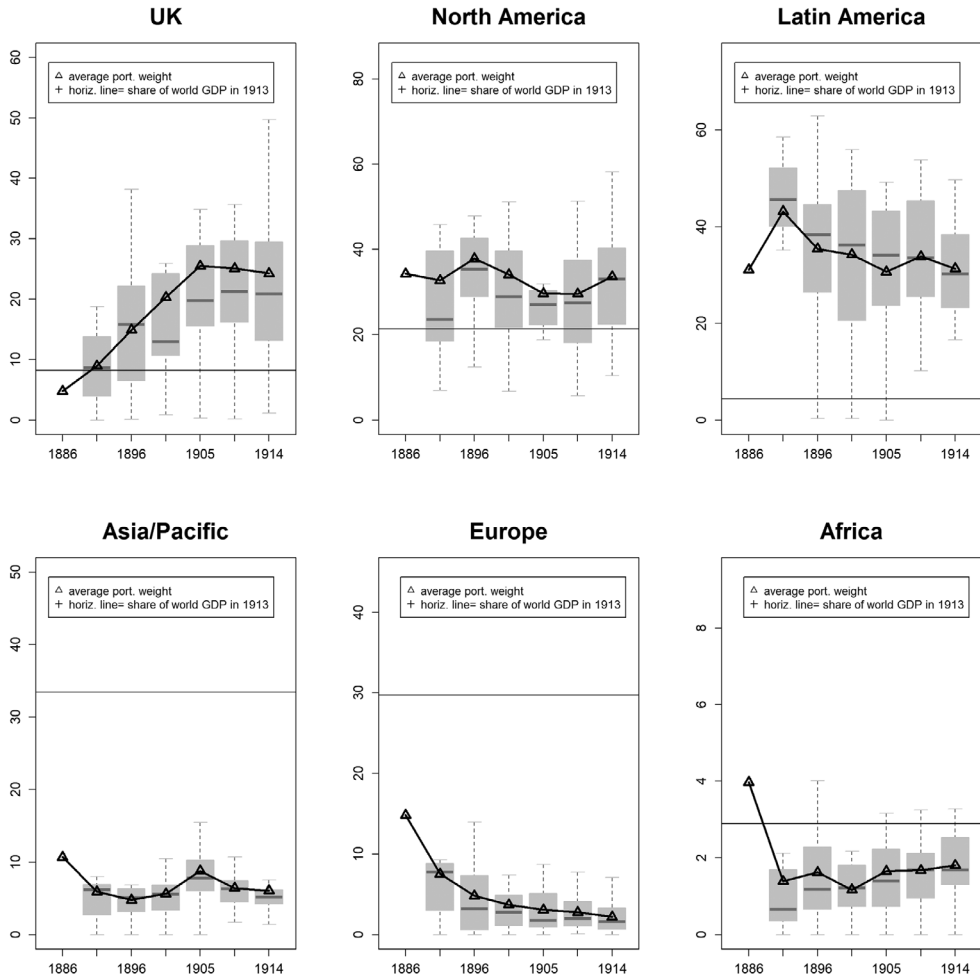 UK
60
50
40
30
20
10
0
average port. weight
horiz. line= share of world GDP in 1913
1886 1896 1905 1914
North America
80
60
40
20
0
average port. weight
horiz. line= share of world GDP in 1913
1886 1896 1905 1914
Latin America
60
40
20
0
average port. weight
horiz. line= share of world GDP in 1913
1886 1896 1905 1914
Asia/Pacific
50
40
30
20
10
0
average port. weight
horiz. line= share of world GDP in 1913
1886 1896 1905 1914
Europe
40
30
20
10
0
average port. weight
horiz. line= share of world GDP in 1913
1886 1896 1905 1914
Africa
8
6
4
2
0
average port. weight
horiz. line= share of world GDP in 1913
1886 1896 1905 1914